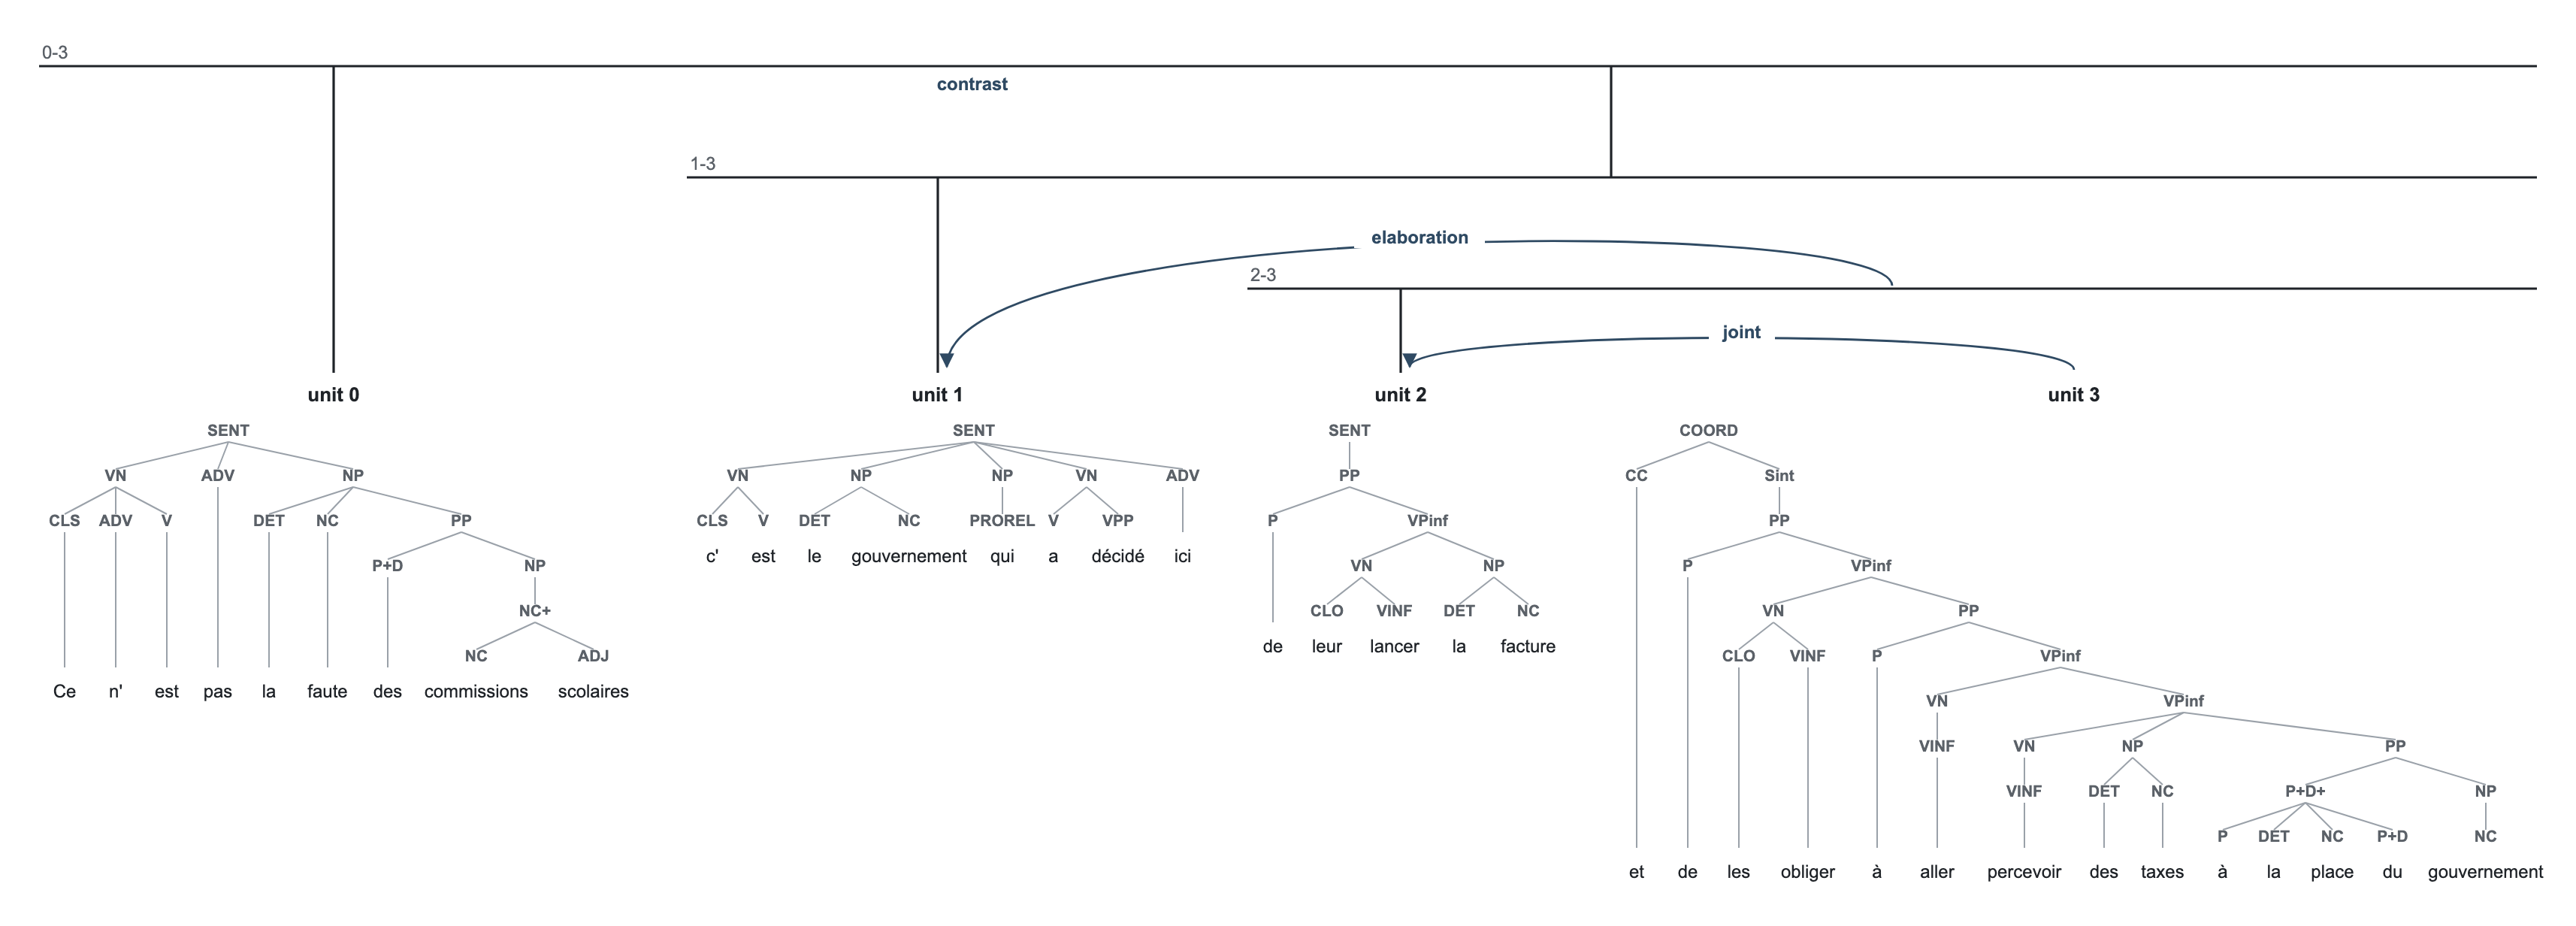 0-3
contrast
1-3
elaboration
2-3
joint
unit 0 unit 1 unit 2 unit 3
SENT SENT SENT COORD
VN ADV NP VN NP NP VN ADV PP CC Sint
CLS ADV V DET NC PP CLS V DET NC PROREL V VPP P VPinf PP
c' est le gouvernement qui a décidé ici
P+D NP VN NP P VPinf
NC+ CLO VINF DET NC VN PP
de leur lancer la facture
NC ADJ CLO VINF P VPinf
Ce n' est pas la faute des commissions scolaires
VN VPinf
VINF VN NP PP
VINF DET NC P+D+ NP
P DET NC P+D NC
et de les obliger à aller percevoir des taxes à la place du gouvernement